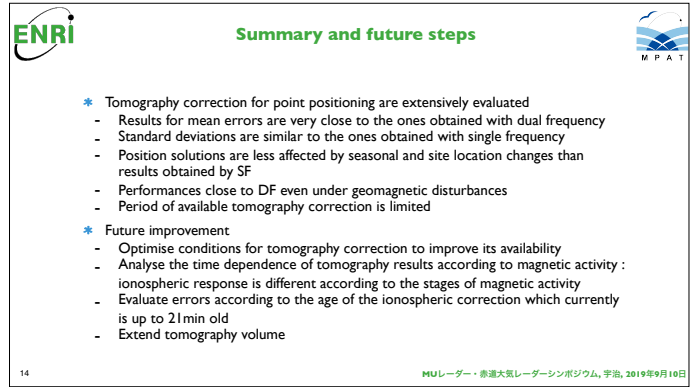 ENRI
Summary and future steps
M P A T
* Tomography correction for point positioning are extensively evaluated
- Results for mean errors are very close to the ones obtained with dual frequency
- Standard deviations are similar to the ones obtained with single frequency
- Position solutions are less affected by seasonal and site location changes than
results obtained by SF
- Performances close to DF even under geomagnetic disturbances
- Period of available tomography correction is limited
* Future improvement
- Optimise conditions for tomography correction to improve its availability
- Analyse the time dependence of tomography results according to magnetic activity :
ionospheric response is different according to the stages of magnetic activity
- Evaluate errors according to the age of the ionospheric correction which currently
is up to 21min old
- Extend tomography volume
14
MUレーダー・赤道大気レーダーシンポジウム, 宇治, 2019年9月10日